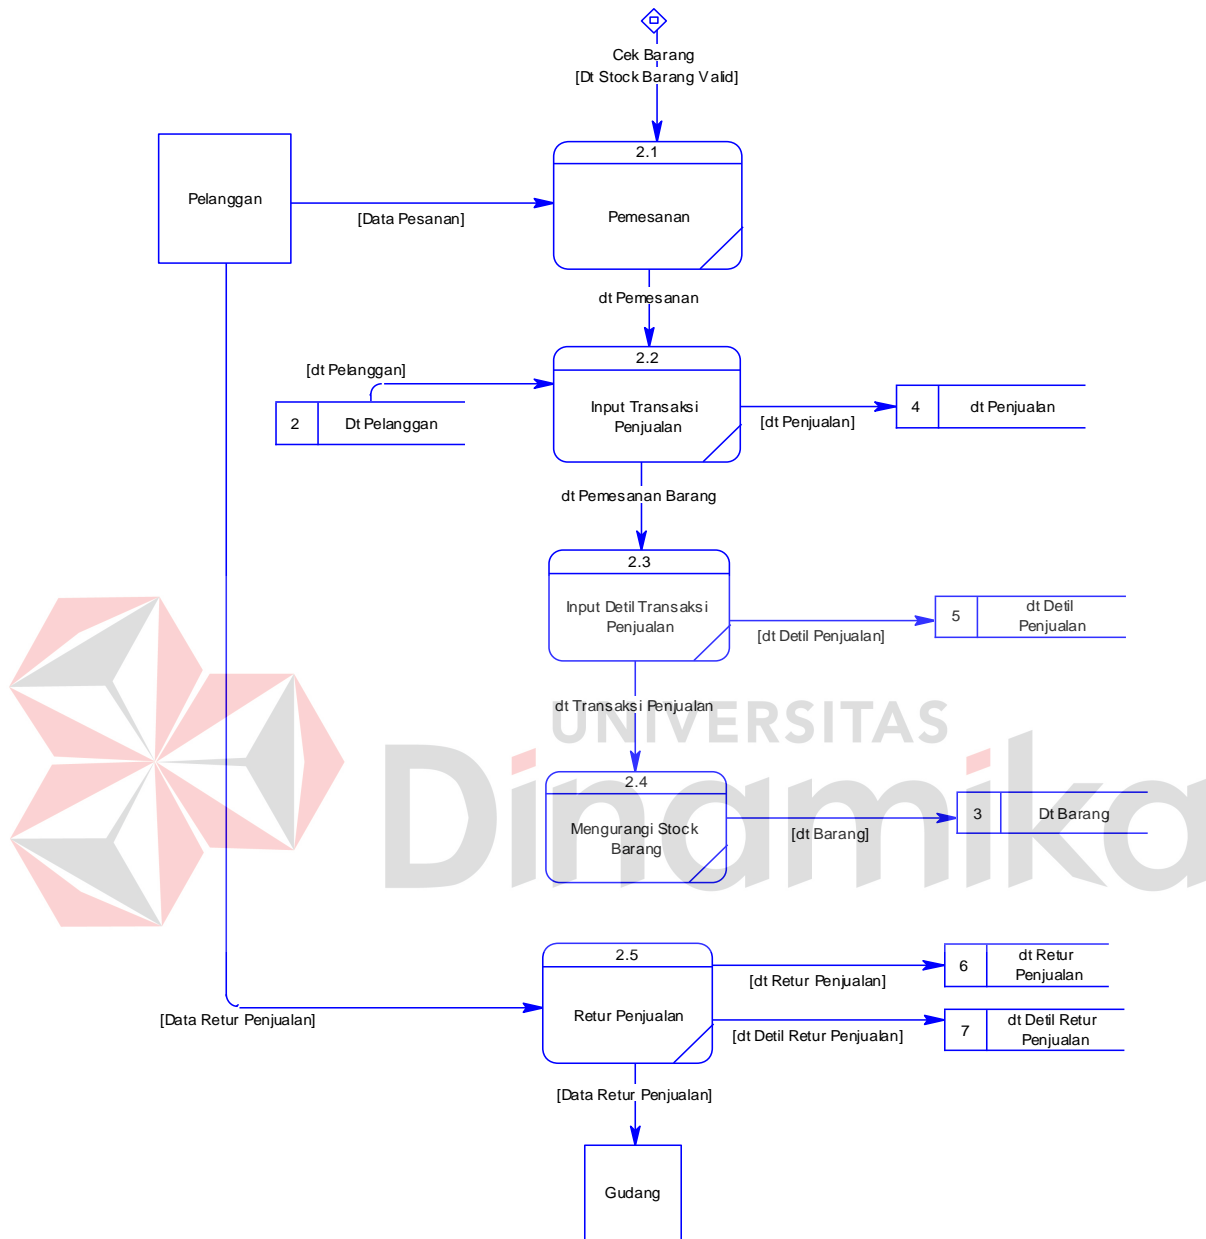 Cek Barang
[Dt Stock Barang Valid]
2.1
Pelanggan
[Data Pesanan]
Pemesanan
dt Pemesanan
2.2
[dt Pelanggan]
Input Transaksi
Penjualan
2
Dt Pelanggan
[dt Penjualan]
4
dt Penjualan
dt Pemesanan Barang
2.3
Input Detil Transaksi
Penjualan
[dt Detil Penjualan]
5
dt Detil
Penjualan
dt Transaksi Penjualan
UNIVERSITAS
Dinamika
2.4
Mengurangi Stock
Barang
[dt Barang]
3
Dt Barang
2.5
[dt Retur Penjualan]
6
dt Retur
Penjualan
[Data Retur Penjualan]
Retur Penjualan
[dt Detil Retur Penjualan]
7
dt Detil Retur
Penjualan
[Data Retur Penjualan]
Gudang